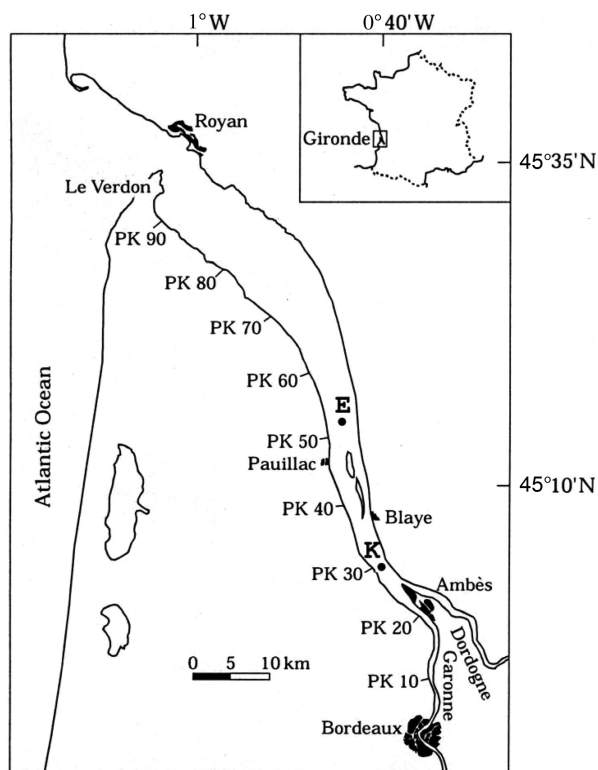 1°W
0°40'W
Royan
Gironde
45°35'N
Le Verdon
PK 90
PK 80
PK 70
PK 60
E
PK 50
Pauillac
45°10'N
PK 40
Blaye
K
PK 30
Ambès
PK 20
Dordogne
Garonne
PK 10
Bordeaux
Atlantic Ocean
0 5 10 km